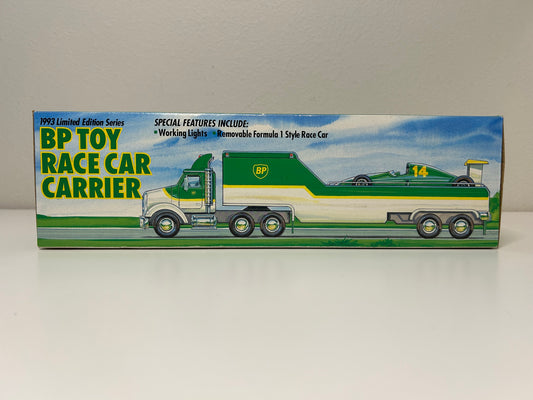 1993 Limited Edition Series
BP TOY
RACE CAR
CARRIER
SPECIAL FEATURES INCLUDE:
• Working Lights • Removable Formula 1 Style Race Car
BP
14